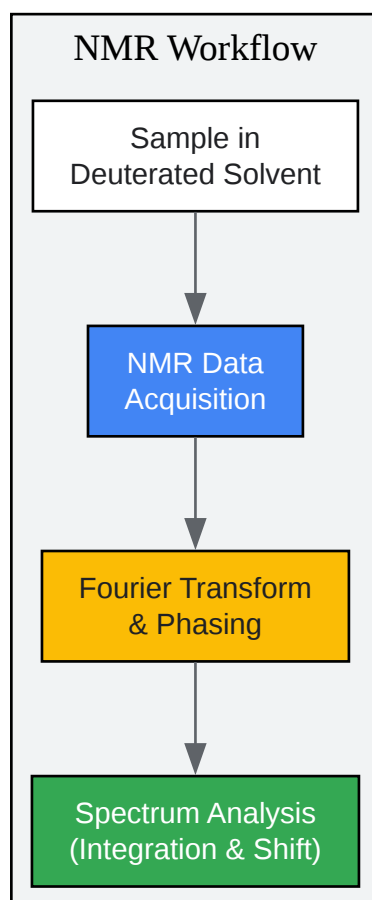 NMR Workflow
Sample in
Deuterated Solvent
NMR Data
Acquisition
Fourier Transform
& Phasing
Spectrum Analysis
(Integration & Shift)